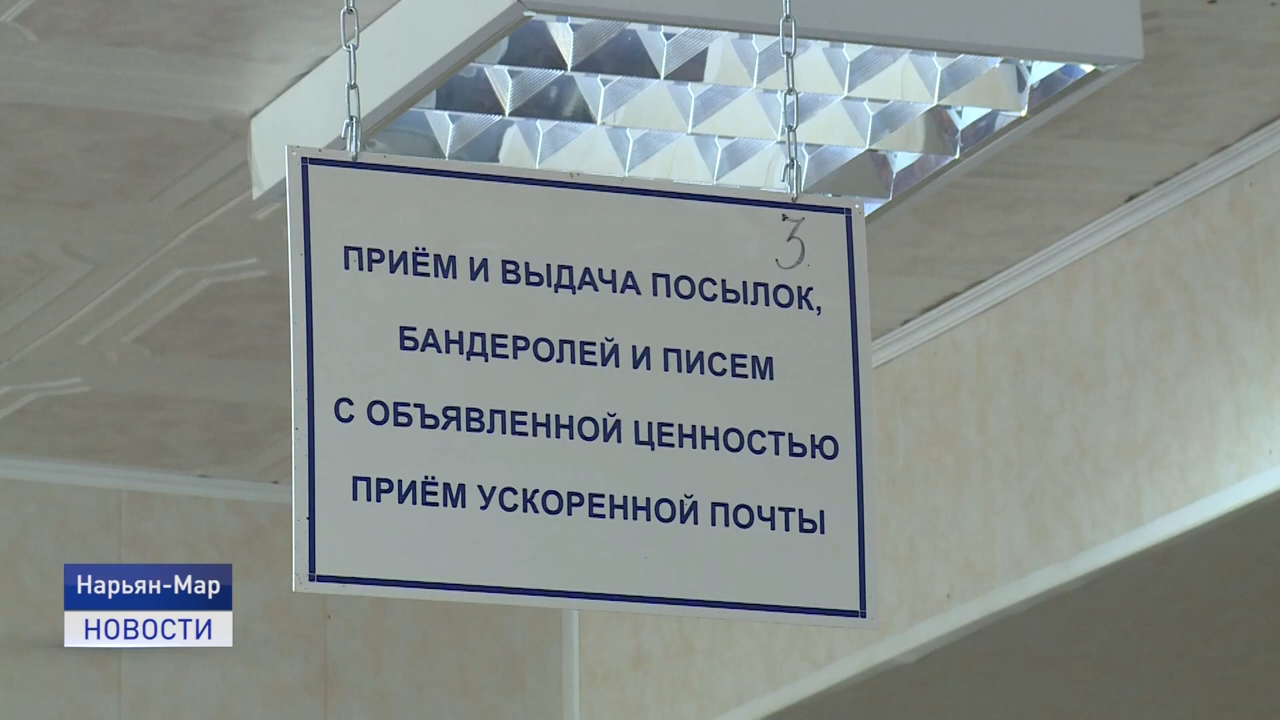 3
ПРИЁМ И ВЫДАЧА ПОСЫЛОК,
БАНДЕРОЛЕЙ И ПИСЕМ
С ОБЪЯВЛЕННОЙ ЦЕННОСТЬЮ
ПРИЁМ УСКОРЕННОЙ ПОЧТЫ
Нарьян-Мар
НОВОСТИ